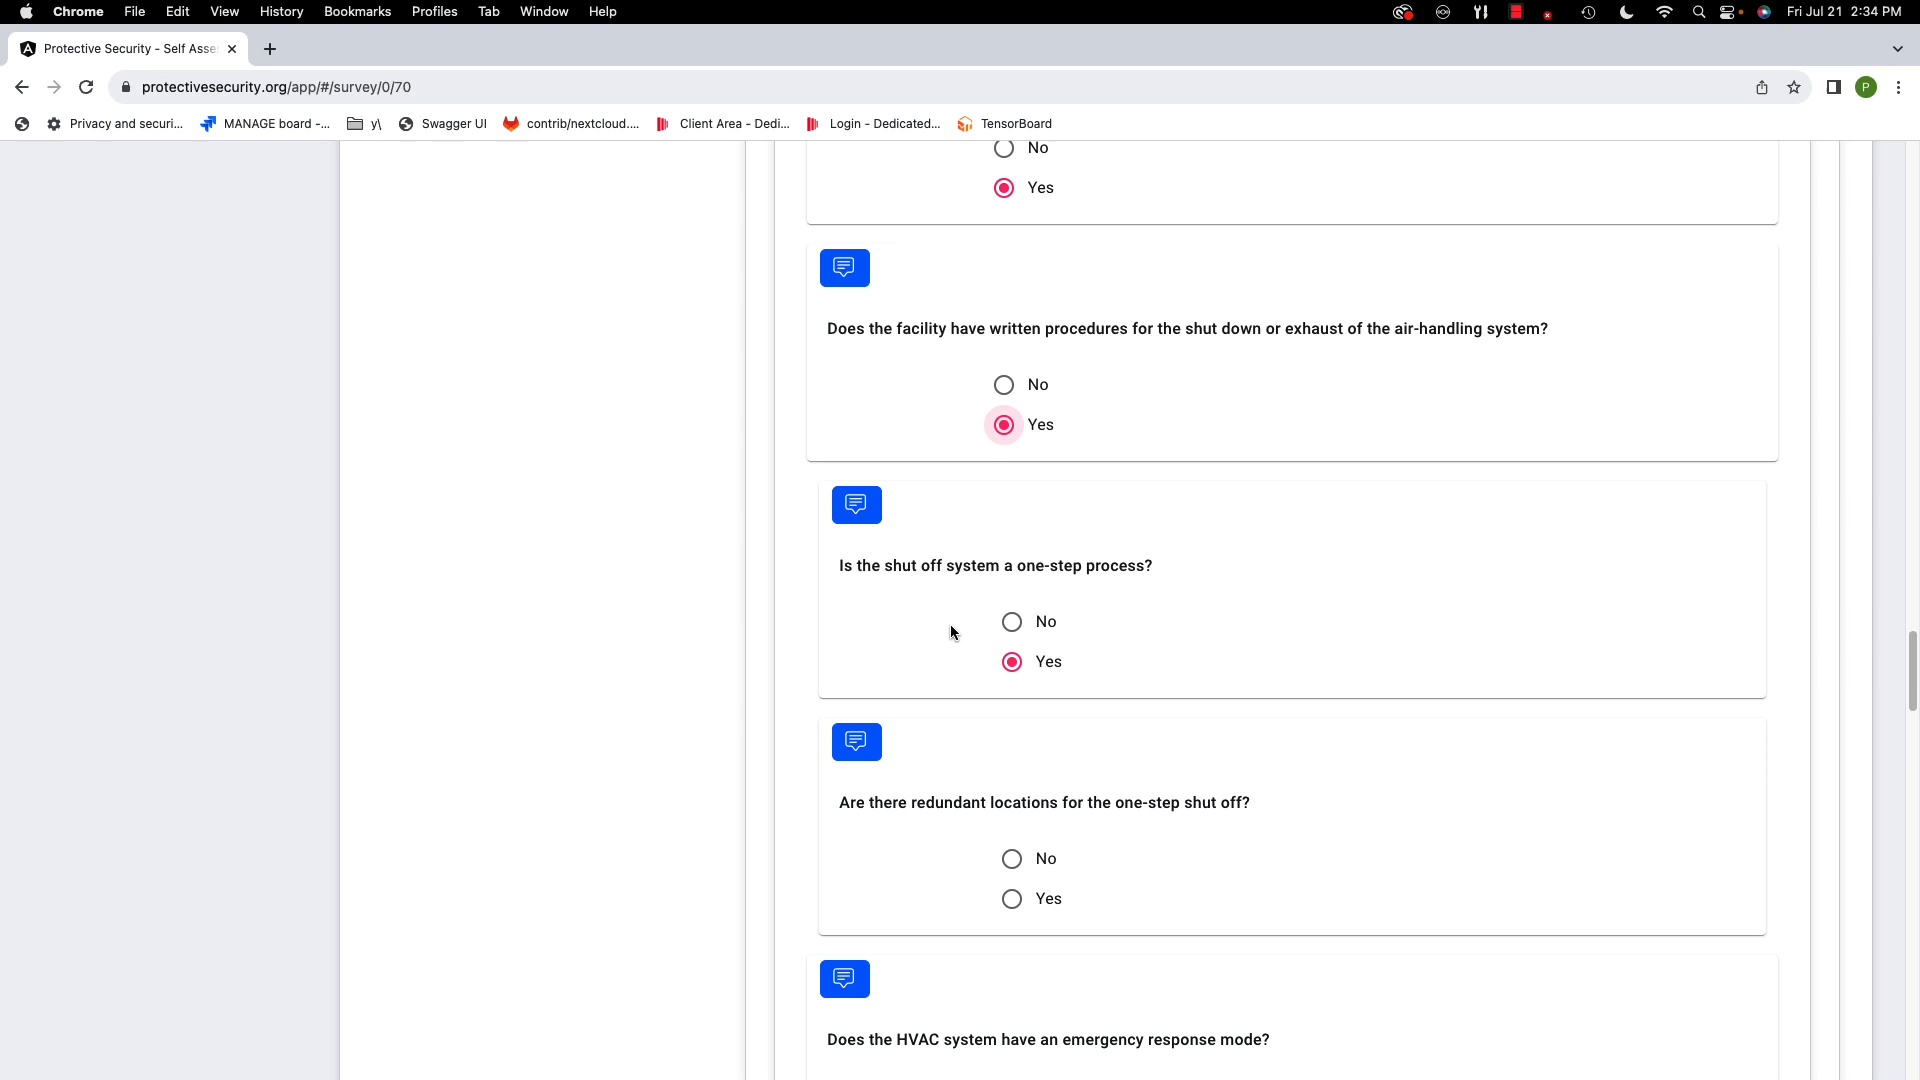 Chrome File Edit View History Bookmarks Profiles Tab Window Help Fri Jul 21 2:34 PM
Protective Security - Self Asse
protectivesecurity.org/app/#/survey/0/70
P
Privacy and securi... MANAGE board -... y\ Swagger UI contrib/nextcloud.... Client Area - Dedi... Login - Dedicated... TensorBoard
No
Yes
Does the facility have written procedures for the shut down or exhaust of the air-handling system?
No
Yes
Is the shut off system a one-step process?
No
Yes
Are there redundant locations for the one-step shut off?
No
Yes
Does the HVAC system have an emergency response mode?